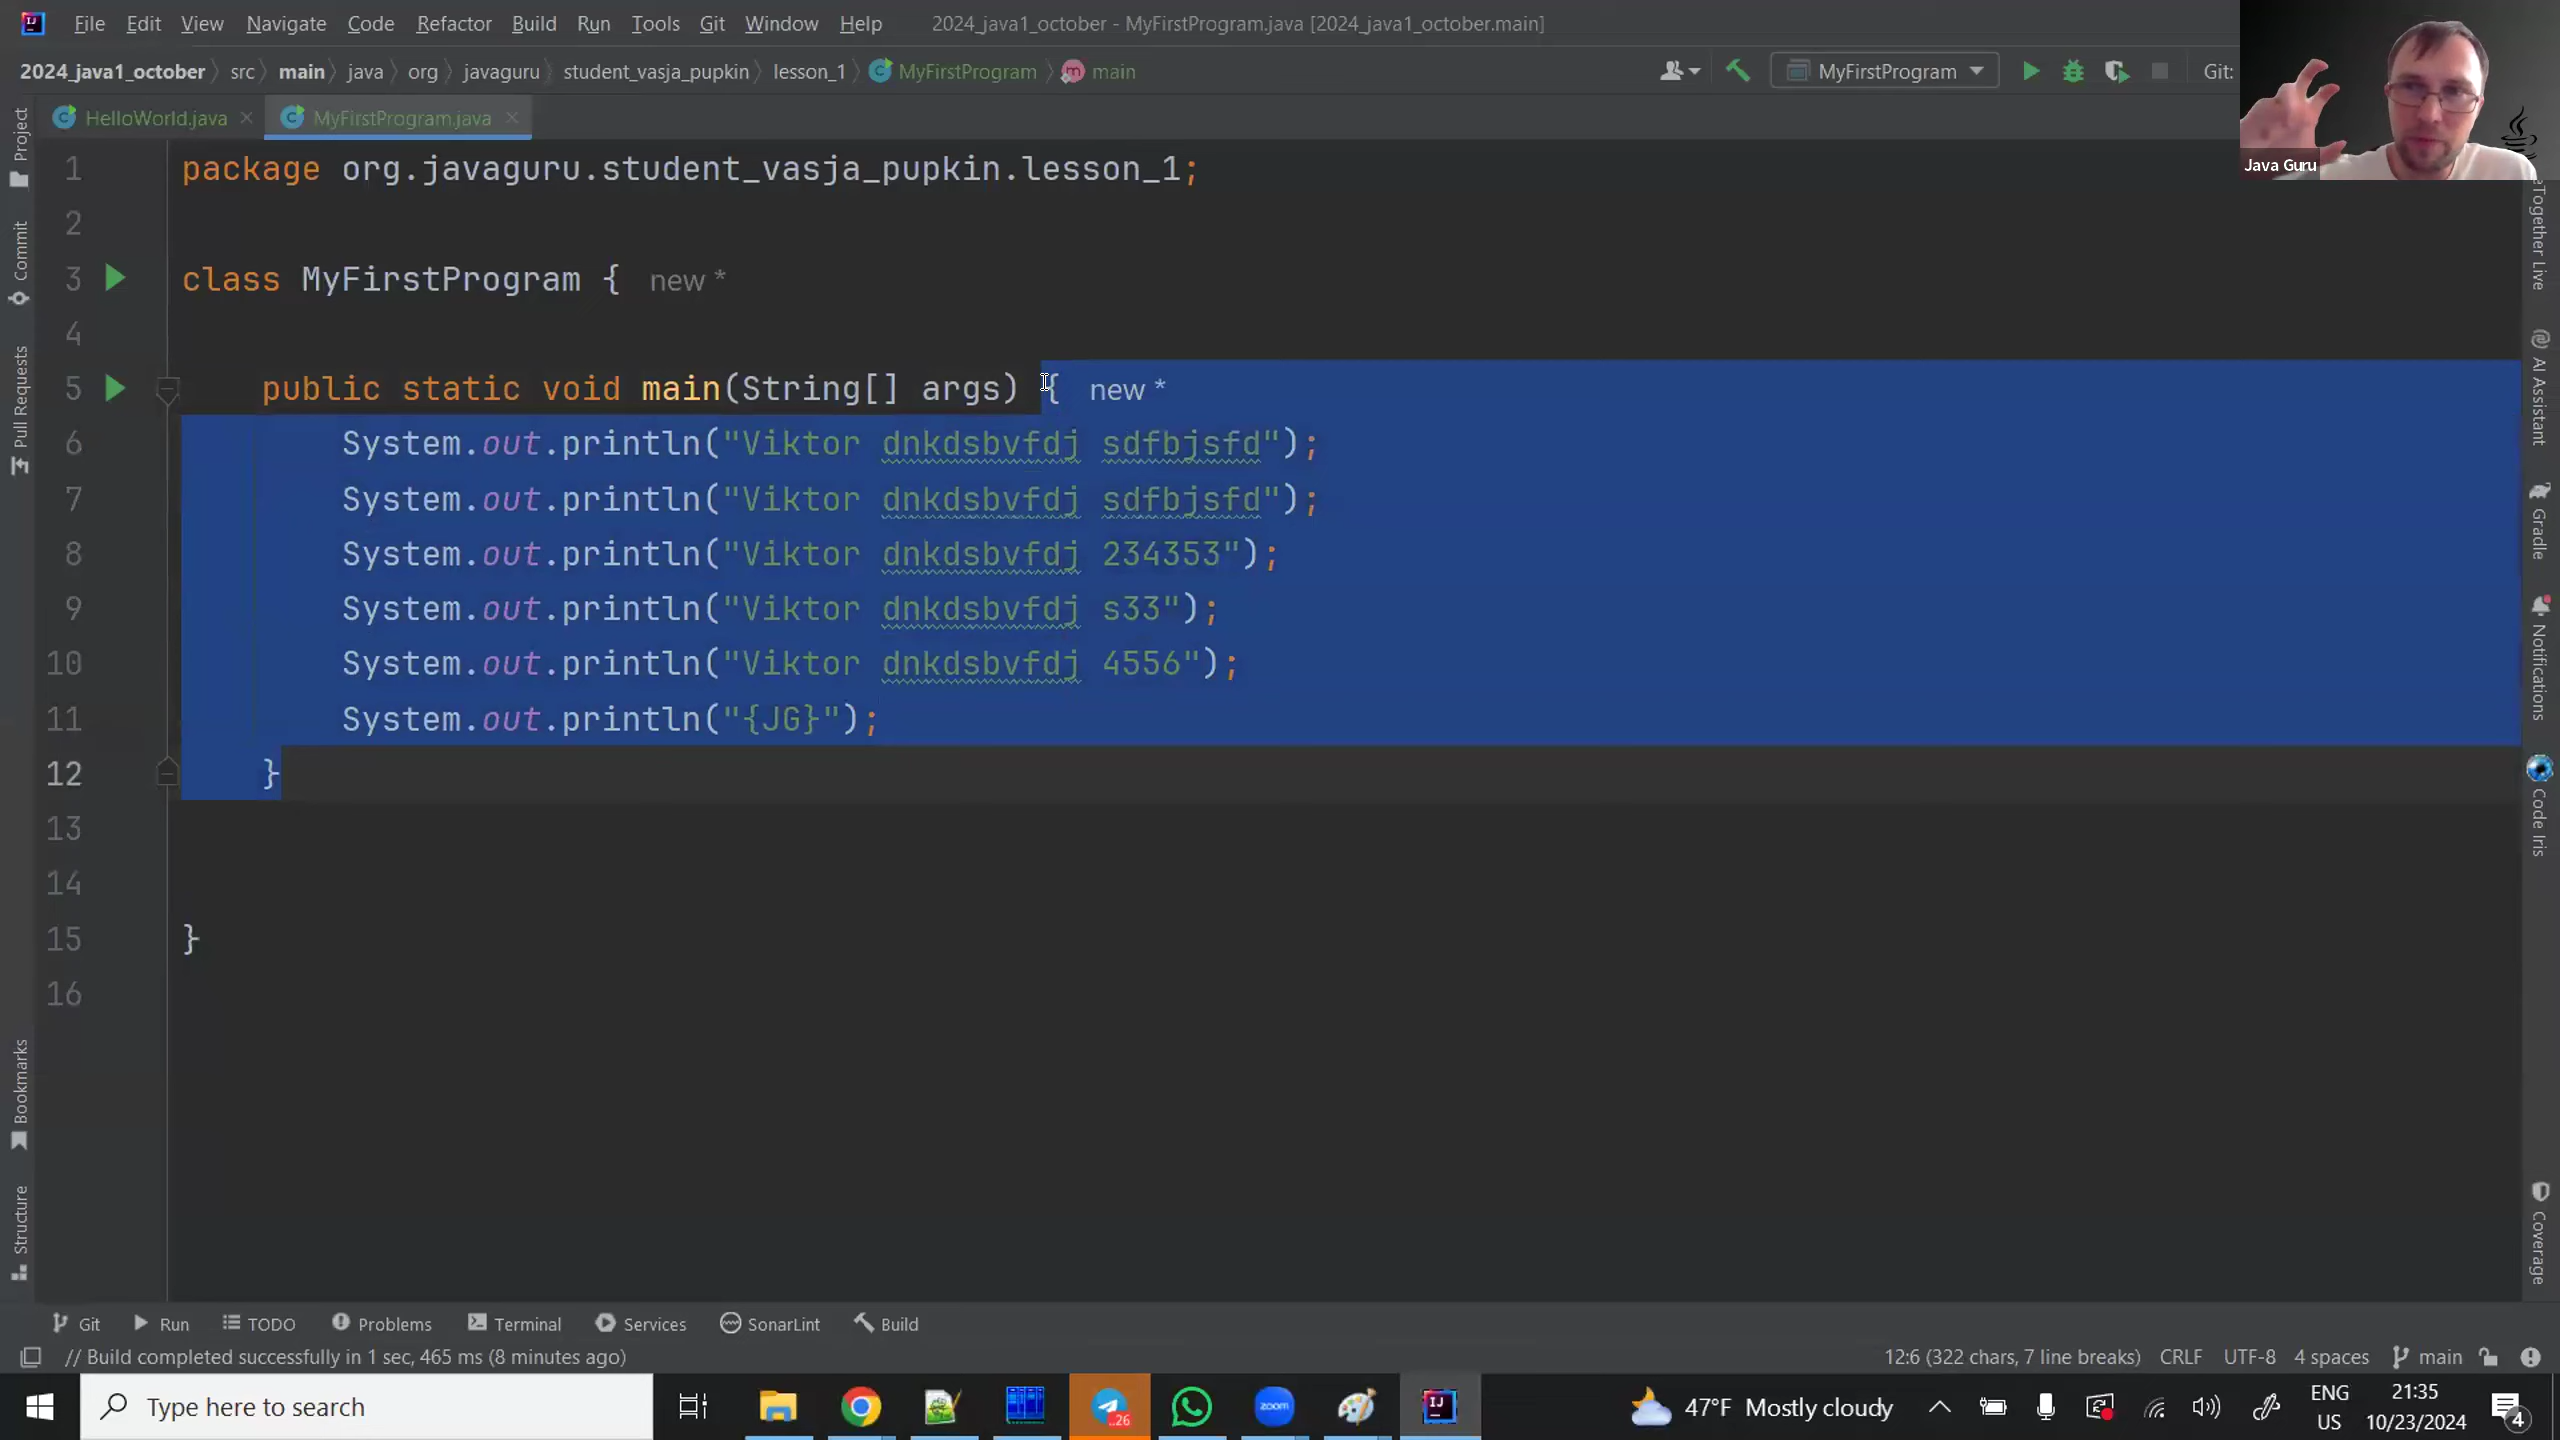 File Edit View Navigate Code Refactor Build Run Tools Git Window Help 2024_java1_october - MyFirstProgram.java [2024_java1_october.main]
2024_java1_october src main java org javaguru student_vasja_pupkin lesson_1 MyFirstProgram main MyFirstProgram Git:
HelloWorld.java MyFirstProgram.java
Java Guru
Project
Commit
Pull Requests
Bookmarks
Structure
1 package org.javaguru.student_vasja_pupkin.lesson_1;
2
3 class MyFirstProgram { new *
4
5 public static void main(String[] args) { new *
6 System.out.println("Viktor dnkdsbvfdj sdfbjsfd");
7 System.out.println("Viktor dnkdsbvfdj sdfbjsfd");
8 System.out.println("Viktor dnkdsbvfdj 234353");
9 System.out.println("Viktor dnkdsbvfdj s33");
10 System.out.println("Viktor dnkdsbvfdj 4556");
11 System.out.println("{JG}");
12 }
13
14
15 }
16
eTogether Live
AI Assistant
Gradle
Notifications
Code Iris
Coverage
Git Run TODO Problems Terminal Services SonarLint Build
// Build completed successfully in 1 sec, 465 ms (8 minutes ago) 12:6 (322 chars, 7 line breaks) CRLF UTF-8 4 spaces main
Type here to search ..26 zoom IJ 47°F Mostly cloudy ENG 21:35
US 10/23/2024 4